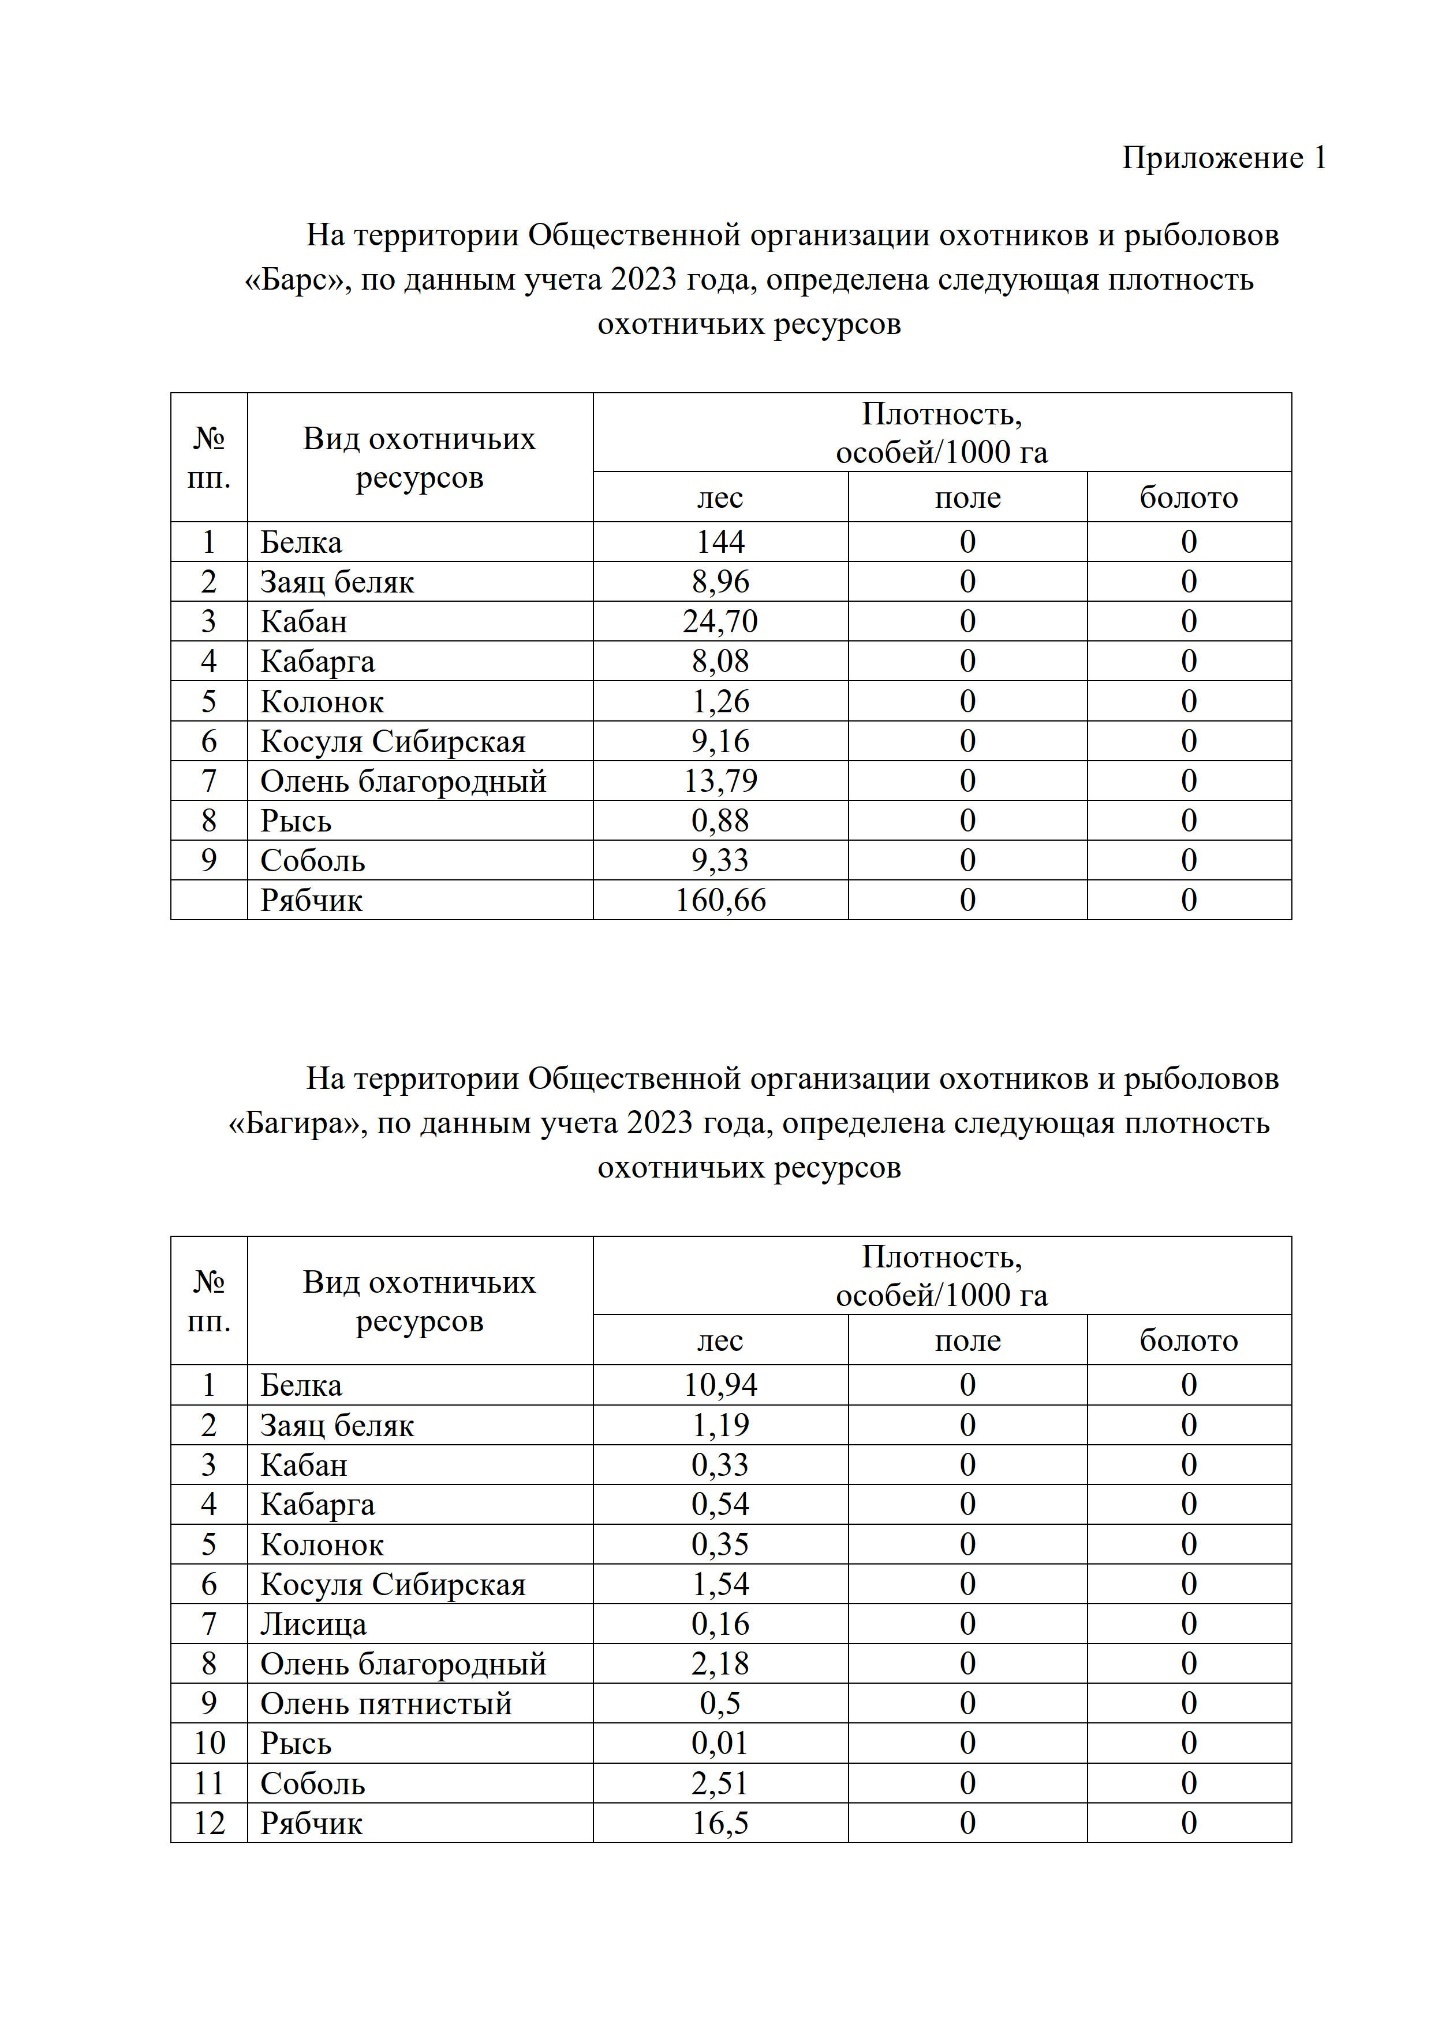 Приложение 1
На территории Общественной организации охотников и рыболовов
«Барс», по данным учета 2023 года, определена следующая плотность
охотничьих ресурсов
№ пп. Вид охотничьих ресурсов Плотность,
особей/1000 га
лес поле болото
1 Белка 144 0 0
2 Заяц беляк 8,96 0 0
3 Кабан 24,70 0 0
4 Кабарга 8,08 0 0
5 Колонок 1,26 0 0
6 Косуля Сибирская 9,16 0 0
7 Олень благородный 13,79 0 0
8 Рысь 0,88 0 0
9 Соболь 9,33 0 0
Рябчик 160,66 0 0
На территории Общественной организации охотников и рыболовов
«Багира», по данным учета 2023 года, определена следующая плотность
охотничьих ресурсов
№ пп. Вид охотничьих ресурсов Плотность,
особей/1000 га
лес поле болото
1 Белка 10,94 0 0
2 Заяц беляк 1,19 0 0
3 Кабан 0,33 0 0
4 Кабарга 0,54 0 0
5 Колонок 0,35 0 0
6 Косуля Сибирская 1,54 0 0
7 Лисица 0,16 0 0
8 Олень благородный 2,18 0 0
9 Олень пятнистый 0,5 0 0
10 Рысь 0,01 0 0
11 Соболь 2,51 0 0
12 Рябчик 16,5 0 0